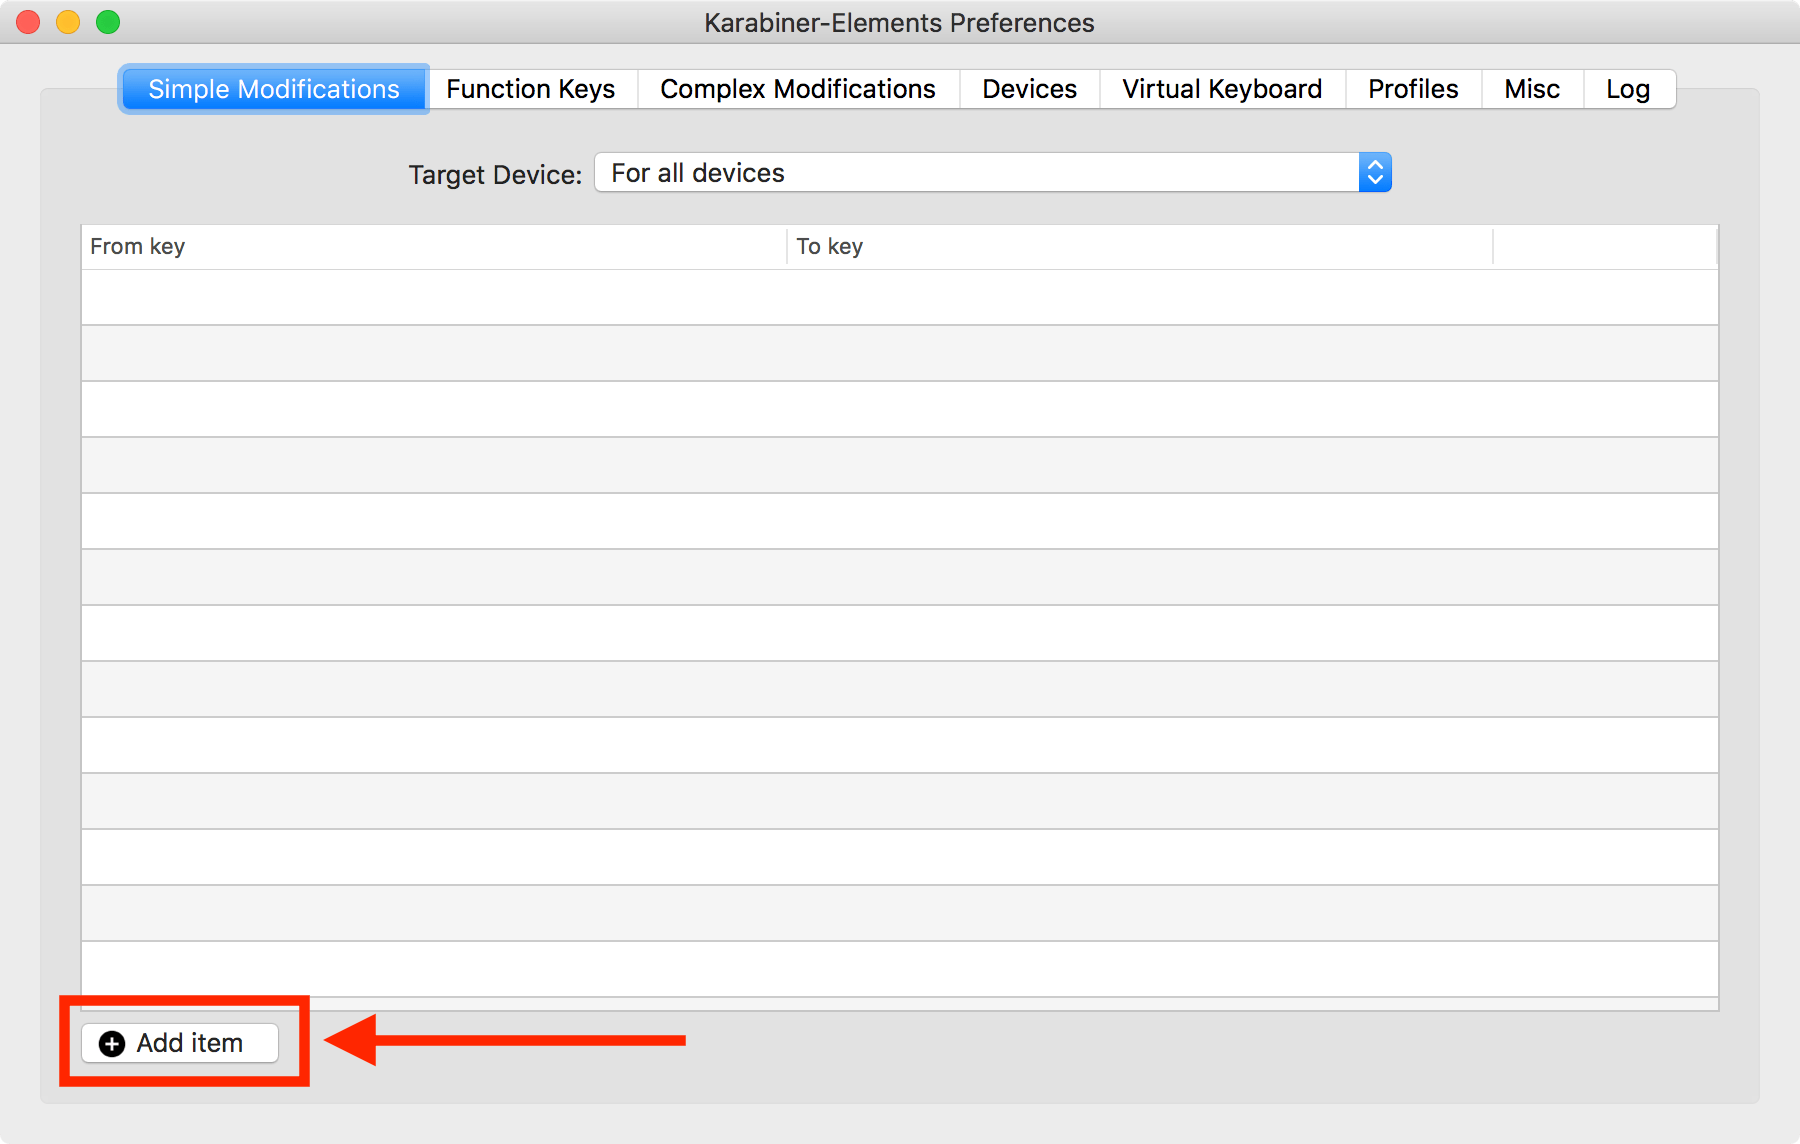 Karabiner-Elements Preferences
Simple Modifications Function Keys Complex Modifications Devices Virtual Keyboard Profiles Misc Log
Target Device: For all devices
From key To key
Add item